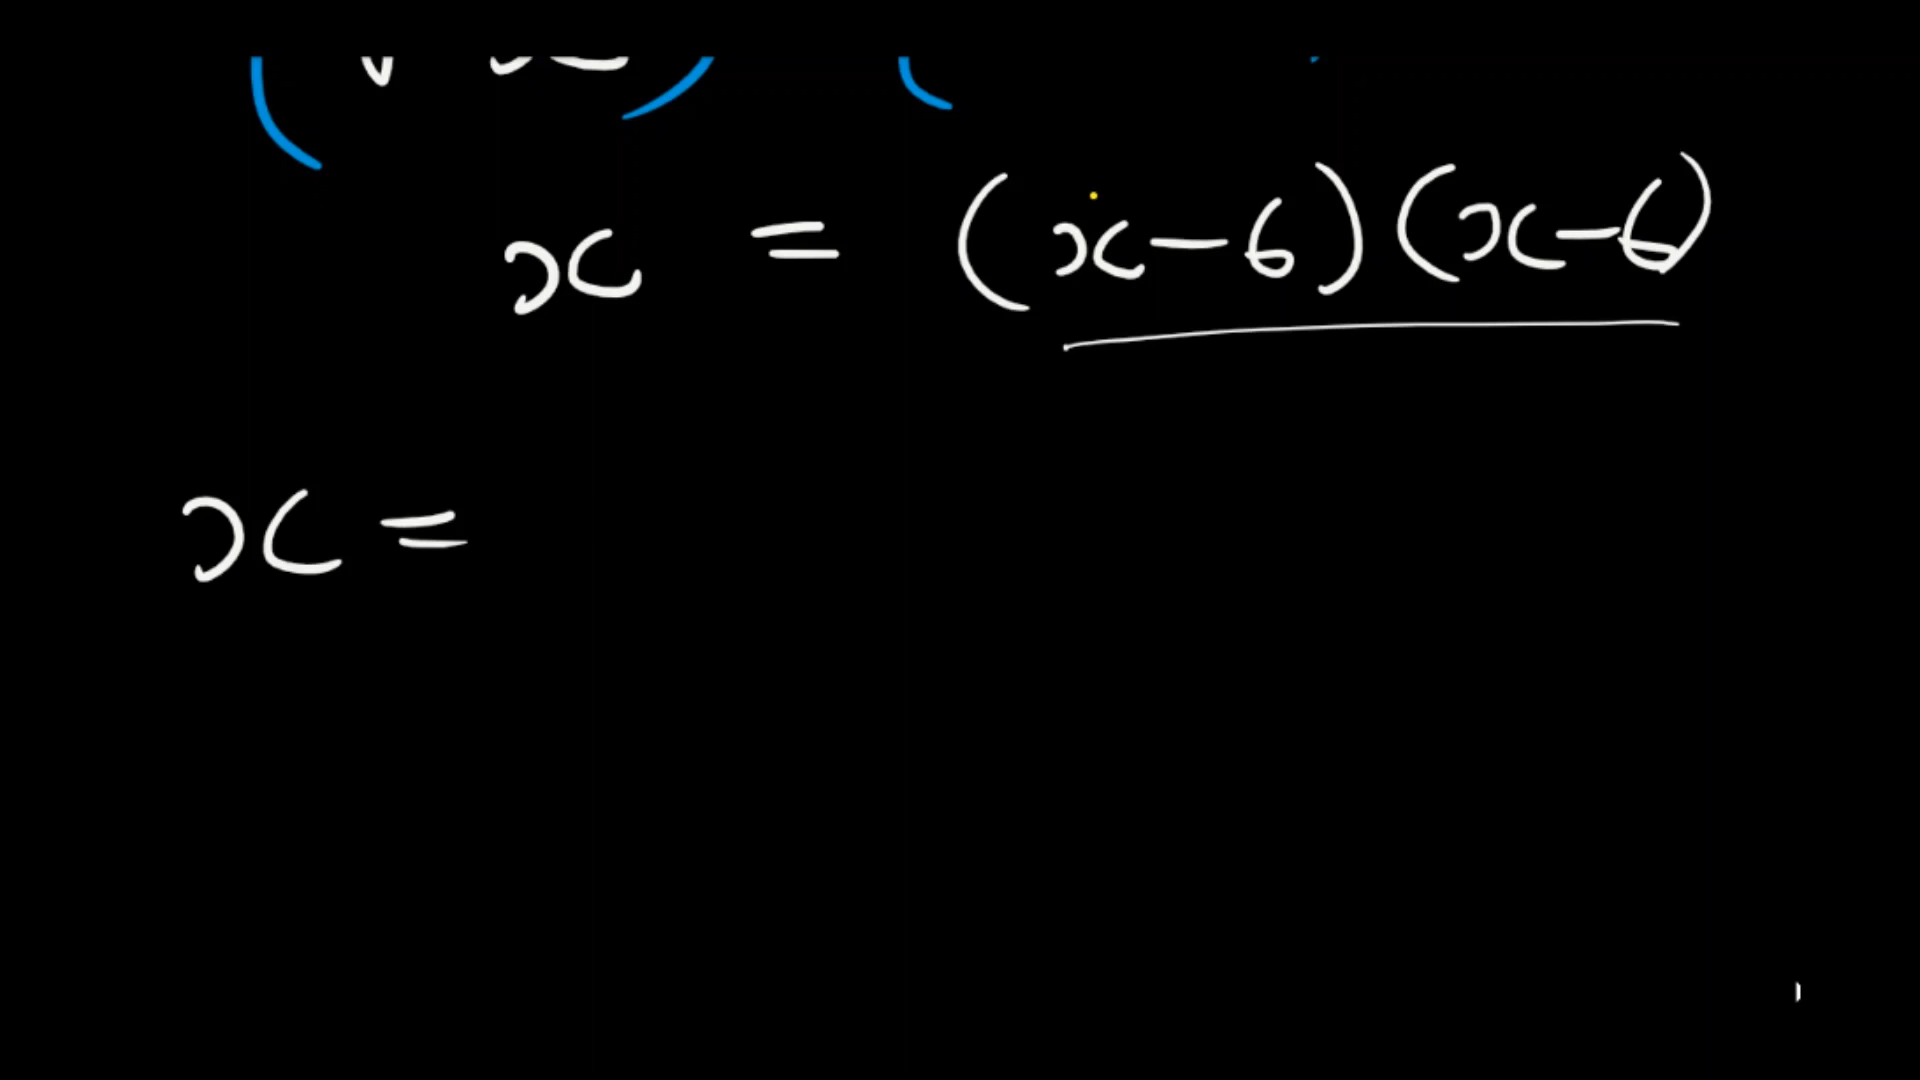 x = (x-6)(x-6)
x =